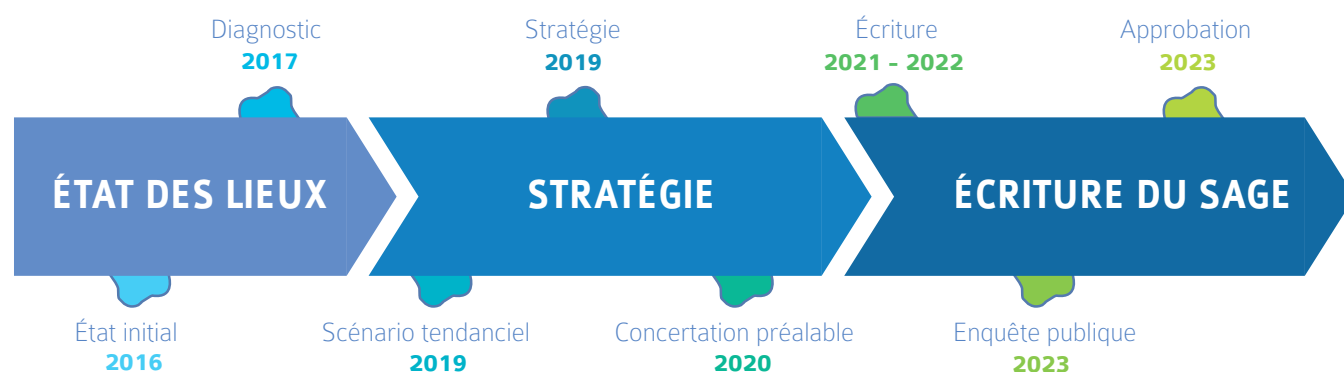 Diagnostic
2017
Stratégie
2019
Écriture
2021 - 2022
Approbation
2023
ÉTAT DES LIEUX
STRATÉGIE
ÉCRITURE DU SAGE
État initial
2016
Scénario tendanciel
2019
Concertation préalable
2020
Enquête publique
2023